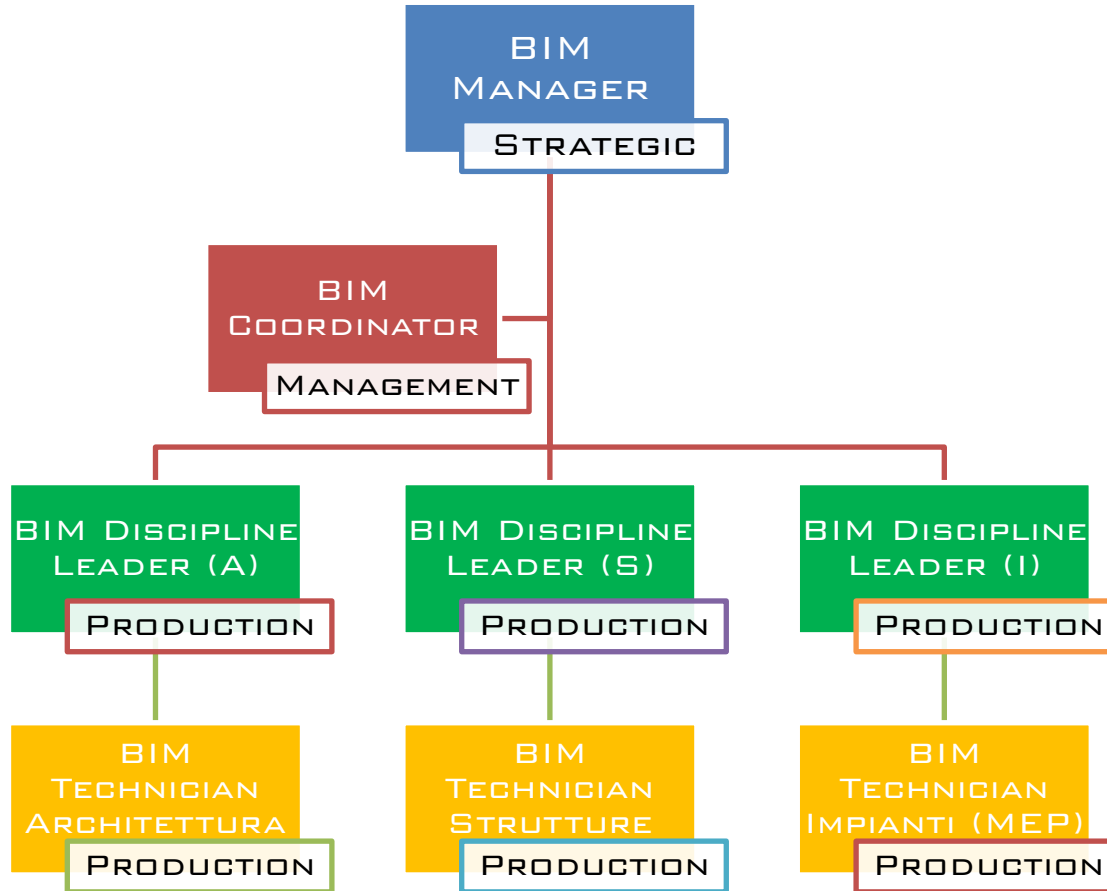 BIM
MANAGER
STRATEGIC
BIM
COORDINATOR
MANAGEMENT
BIM DISCIPLINE
LEADER (A)
PRODUCTION
BIM DISCIPLINE
LEADER (S)
PRODUCTION
BIM DISCIPLINE
LEADER (I)
PRODUCTION
BIM
TECHNICIAN
ARCHITETTURA
PRODUCTION
BIM
TECHNICIAN
STRUTTURE
PRODUCTION
BIM
TECHNICIAN
IMPIANTI (MEP)
PRODUCTION